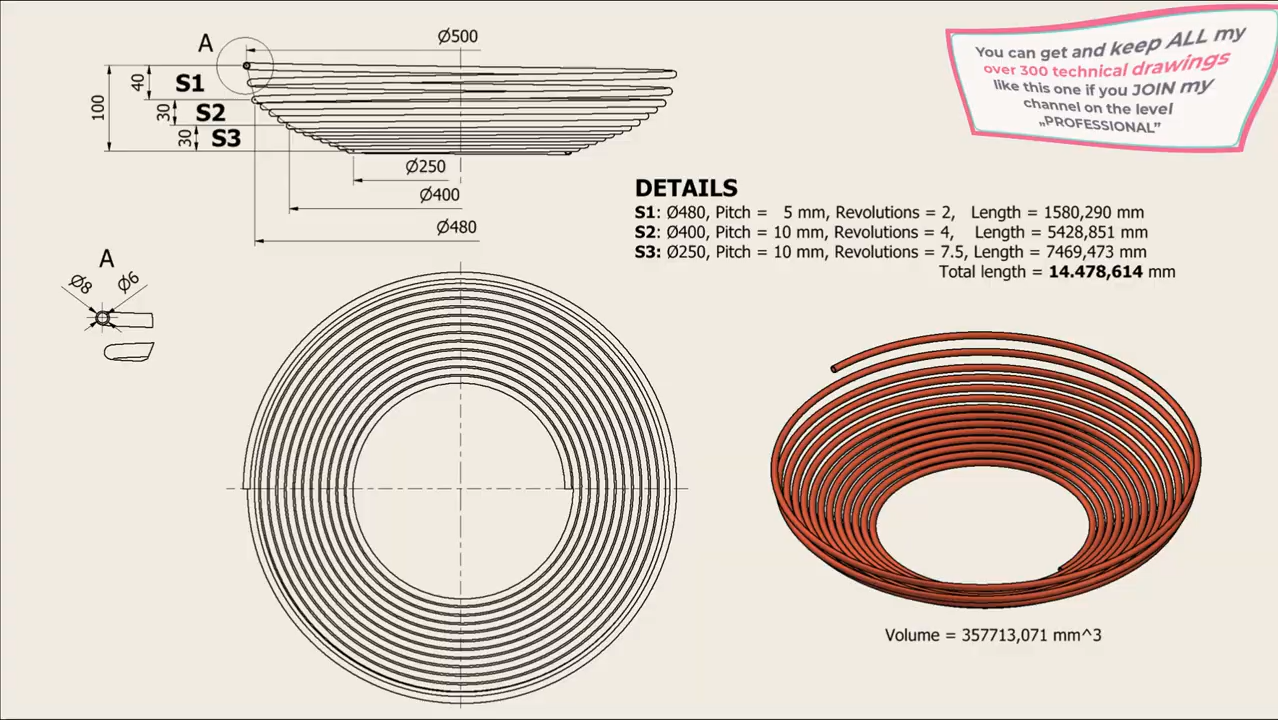 A
Ø500
You can get and keep ALL my
over 300 technical drawings
like this one if you JOIN my
channel on the level
„PROFESSIONAL”
100
40
S1
30
S2
30
S3
Ø250
Ø400
Ø480
DETAILS
S1: Ø480, Pitch = 5 mm, Revolutions = 2, Length = 1580,290 mm
S2: Ø400, Pitch = 10 mm, Revolutions = 4, Length = 5428,851 mm
S3: Ø250, Pitch = 10 mm, Revolutions = 7.5, Length = 7469,473 mm
Total length = 14.478,614 mm
A
Ø8
Ø6
Volume = 357713,071 mm^3